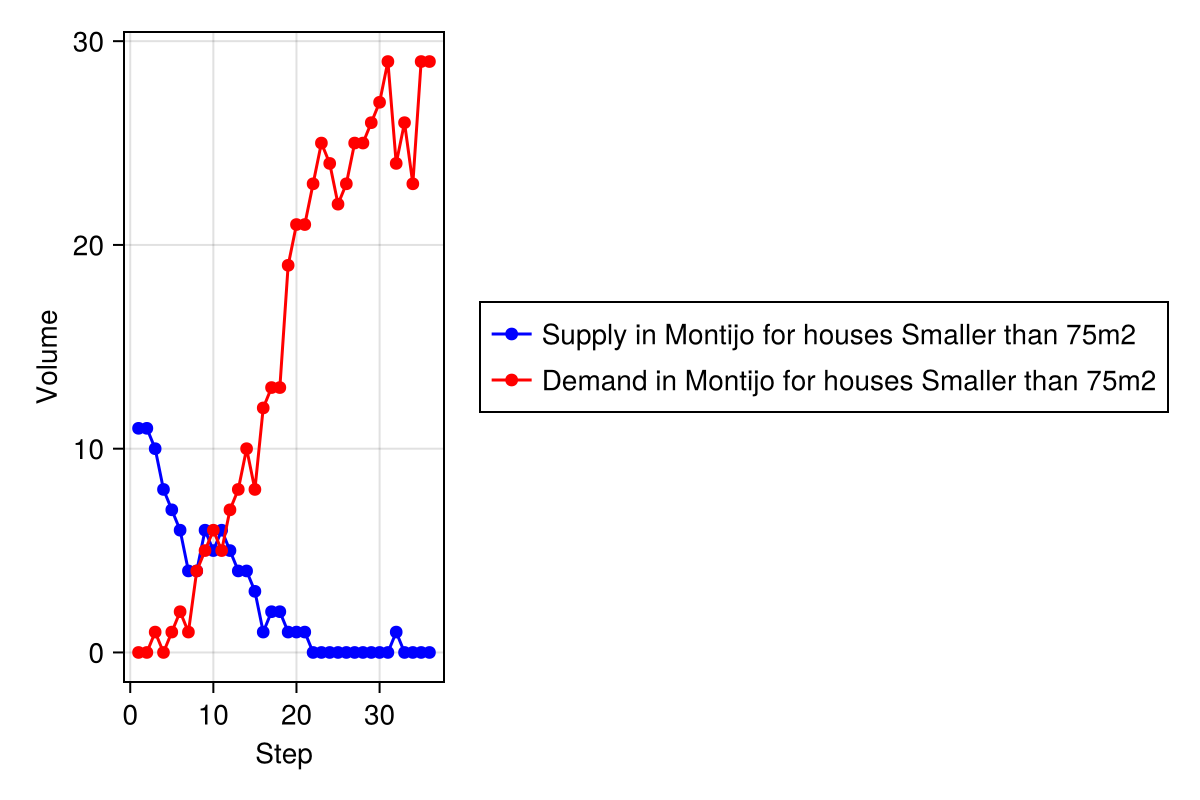 30
20
10
0
Volume
0 10 20 30
Step
Supply in Montijo for houses Smaller than 75m2
Demand in Montijo for houses Smaller than 75m2